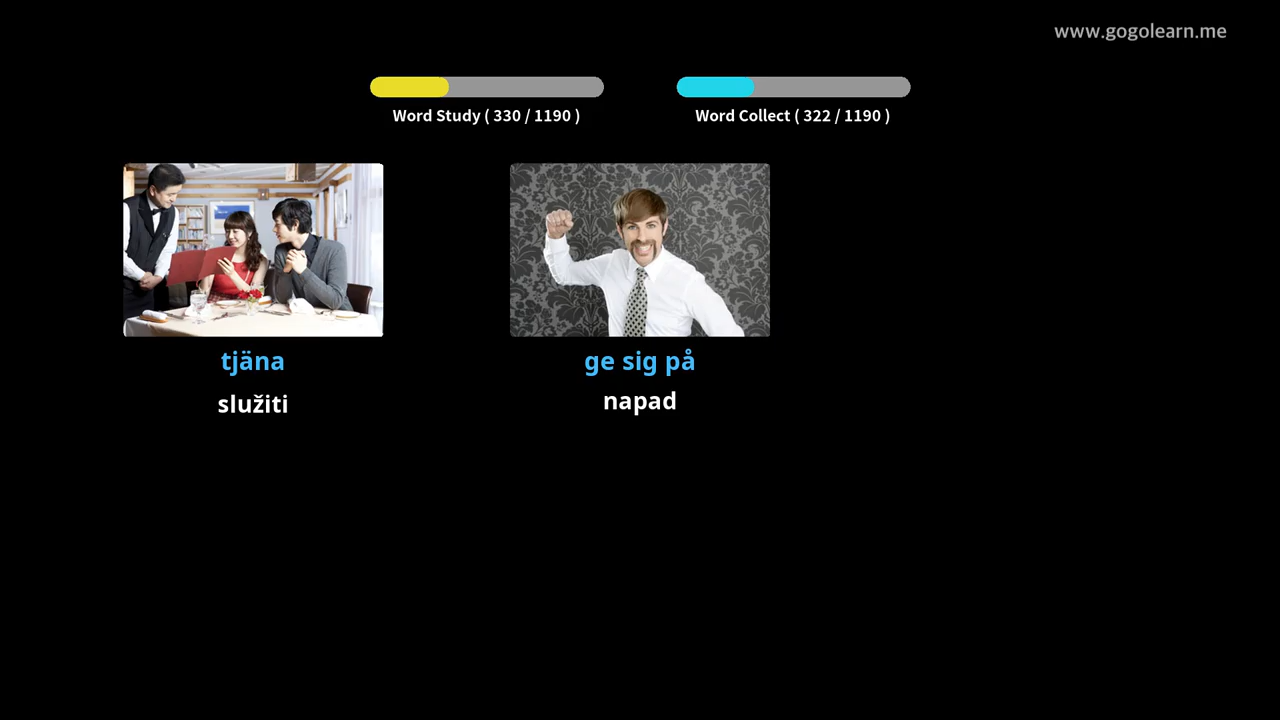 www.gogolearn.me
Word Study ( 330 / 1190 )
Word Collect ( 322 / 1190 )
tjäna
služiti
ge sig på
napad